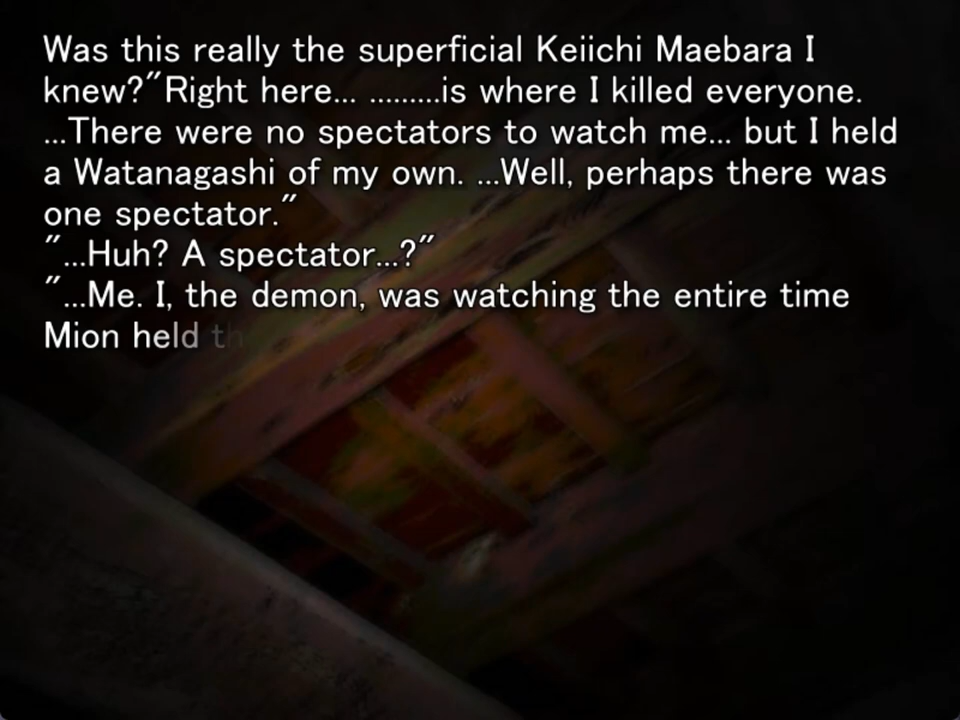 Was this really the superficial Keiichi Maebara I
knew?"Right here... .........is where I killed everyone.
...There were no spectators to watch me... but I held
a Watanagashi of my own. ...Well, perhaps there was
one spectator."
"...Huh? A spectator...?"
"...Me. I, the demon, was watching the entire time
Mion held th